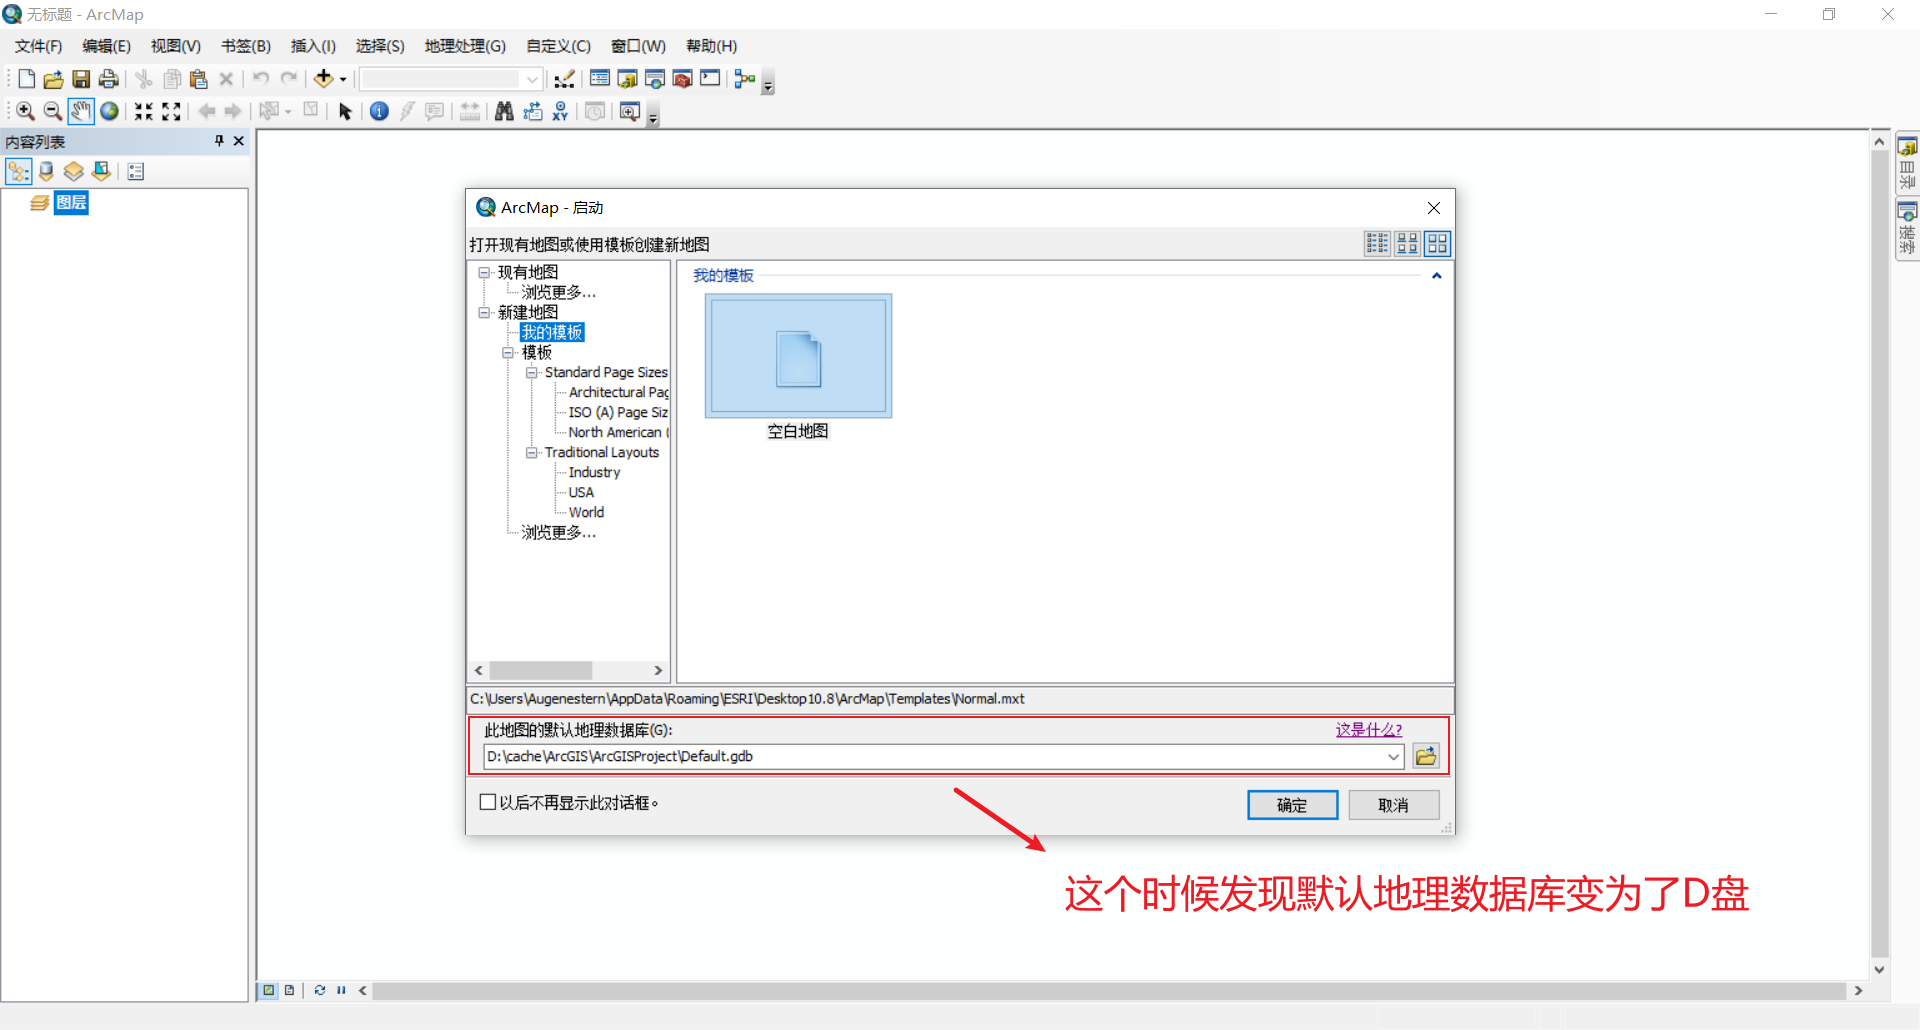 无标题 - ArcMap
文件(F) 编辑(E) 视图(V) 书签(B) 插入(I) 选择(S) 地理处理(G) 自定义(C) 窗口(W) 帮助(H)
XY
内容列表
图层
目录
搜索
ArcMap - 启动
打开现有地图或使用模板创建新地图
现有地图
浏览更多...
新建地图
我的模板
模板
Standard Page Sizes
Architectural Pag
ISO (A) Page Siz
North American (
Traditional Layouts
Industry
USA
World
浏览更多...
我的模板
空白地图
C:\Users\Augenestern\AppData\Roaming\ESRI\Desktop10.8\ArcMap\Templates\Normal.mxt
此地图的默认地理数据库(G): 这是什么?
D:\cache\ArcGIS\ArcGISProject\Default.gdb
以后不再显示此对话框。
确定 取消
这个时候发现默认地理数据库变为了D盘